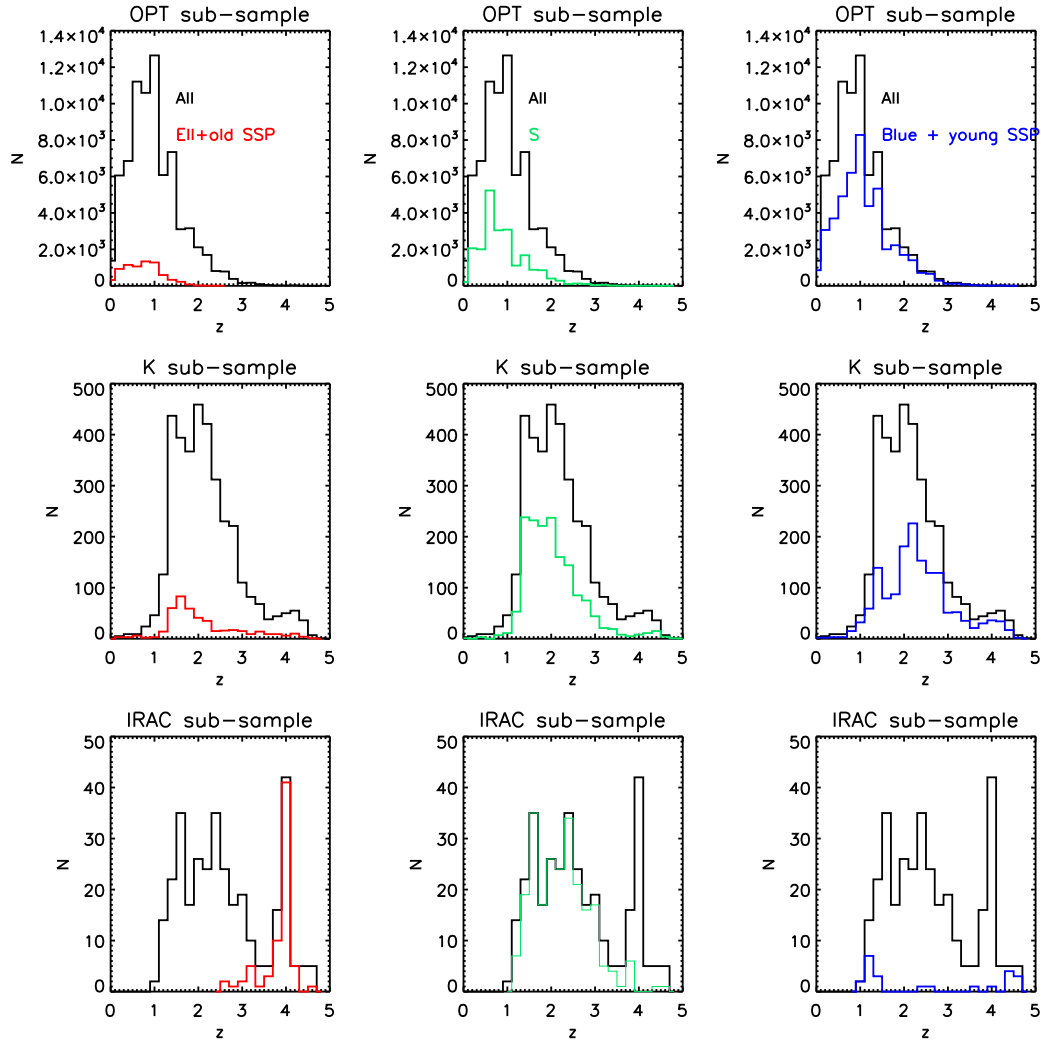 OPT sub-sample OPT sub-sample OPT sub-sample
1.4×10⁴ 1.4×10⁴ 1.4×10⁴
1.2×10⁴ 1.2×10⁴ 1.2×10⁴
All All All
1.0×10⁴ 1.0×10⁴ 1.0×10⁴
8.0×10³ Ell+old SSP 8.0×10³ S 8.0×10³ Blue + young SSP
N N N
6.0×10³ 6.0×10³ 6.0×10³
4.0×10³ 4.0×10³ 4.0×10³
2.0×10³ 2.0×10³ 2.0×10³
0 0 0
0 1 2 3 4 5 0 1 2 3 4 5 0 1 2 3 4 5
z z z
K sub-sample K sub-sample K sub-sample
500 500 500
400 400 400
300 300 300
N N N
200 200 200
100 100 100
0 0 0
0 1 2 3 4 5 0 1 2 3 4 5 0 1 2 3 4 5
z z z
IRAC sub-sample IRAC sub-sample IRAC sub-sample
50 50 50
40 40 40
30 30 30
N N N
20 20 20
10 10 10
0 0 0
0 1 2 3 4 5 0 1 2 3 4 5 0 1 2 3 4 5
z z z